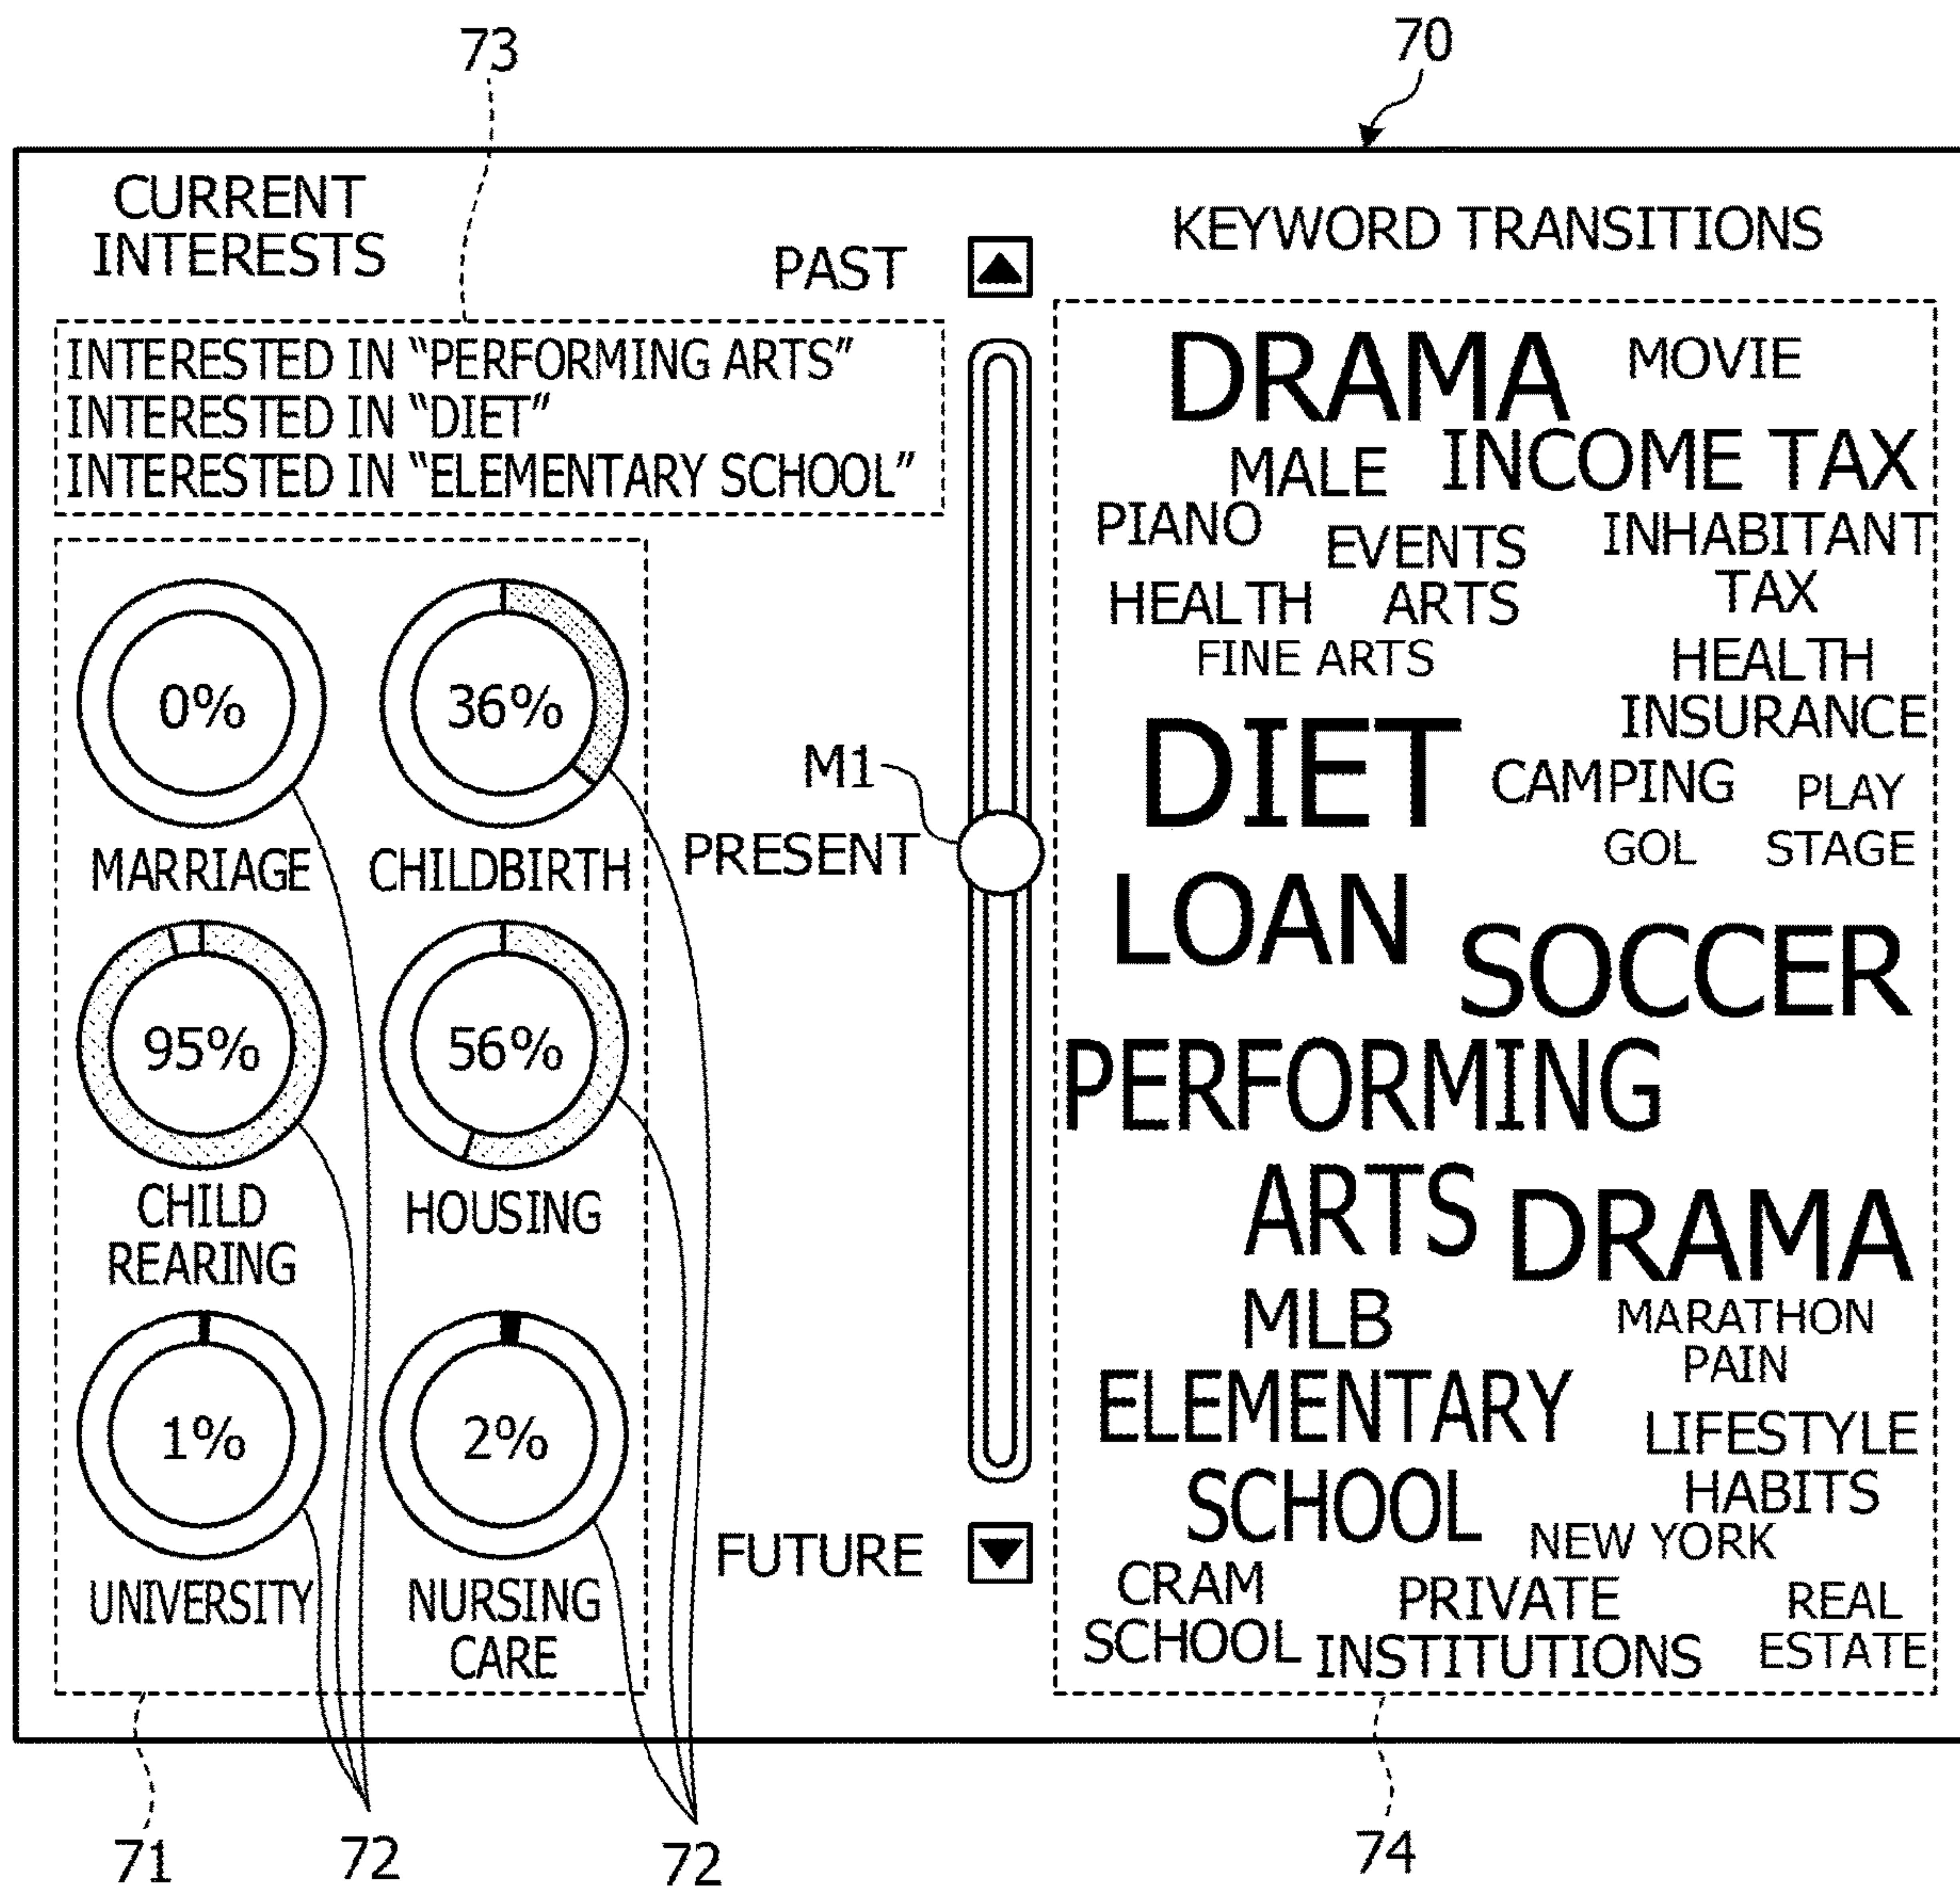 73
70
CURRENT
INTERESTS
PAST
KEYWORD TRANSITIONS
INTERESTED IN “PERFORMING ARTS”
INTERESTED IN “DIET”
INTERESTED IN “ELEMENTARY SCHOOL”
0%
36%
MARRIAGE
CHILDBIRTH
95%
56%
CHILD
REARING
HOUSING
1%
2%
UNIVERSITY
NURSING
CARE
M1
PRESENT
FUTURE
DRAMA
MOVIE
MALE
INCOME TAX
PIANO
EVENTS
INHABITANT
TAX
HEALTH
ARTS
FINE ARTS
HEALTH
INSURANCE
DIET
CAMPING
PLAY
GOL
STAGE
LOAN
SOCCER
PERFORMING
ARTS
DRAMA
MLB
MARATHON
PAIN
ELEMENTARY
SCHOOL
LIFESTYLE
HABITS
NEW YORK
CRAM
SCHOOL
PRIVATE
INSTITUTIONS
REAL
ESTATE
71
72
72
74